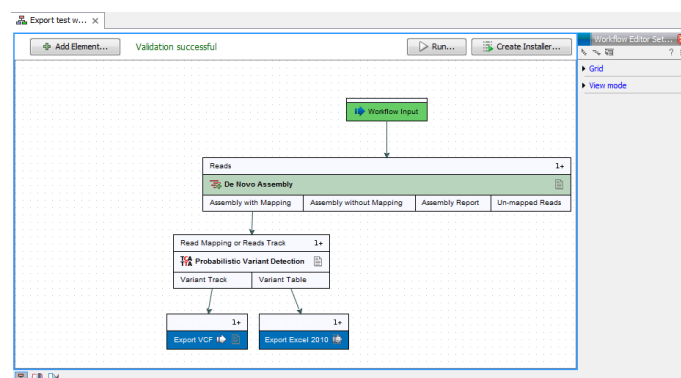 Export test w... ×
Add Element...
Validation successful
Run...
Create Installer...
Workflow Editor Set...
?
Grid
View mode
Workflow Input
Reads 1+
De Novo Assembly
Assembly with Mapping Assembly without Mapping Assembly Report Un-mapped Reads
Read Mapping or Reads Track 1+
Probabilistic Variant Detection
Variant Track Variant Table
1+ 1+
Export VCF Export Excel 2010